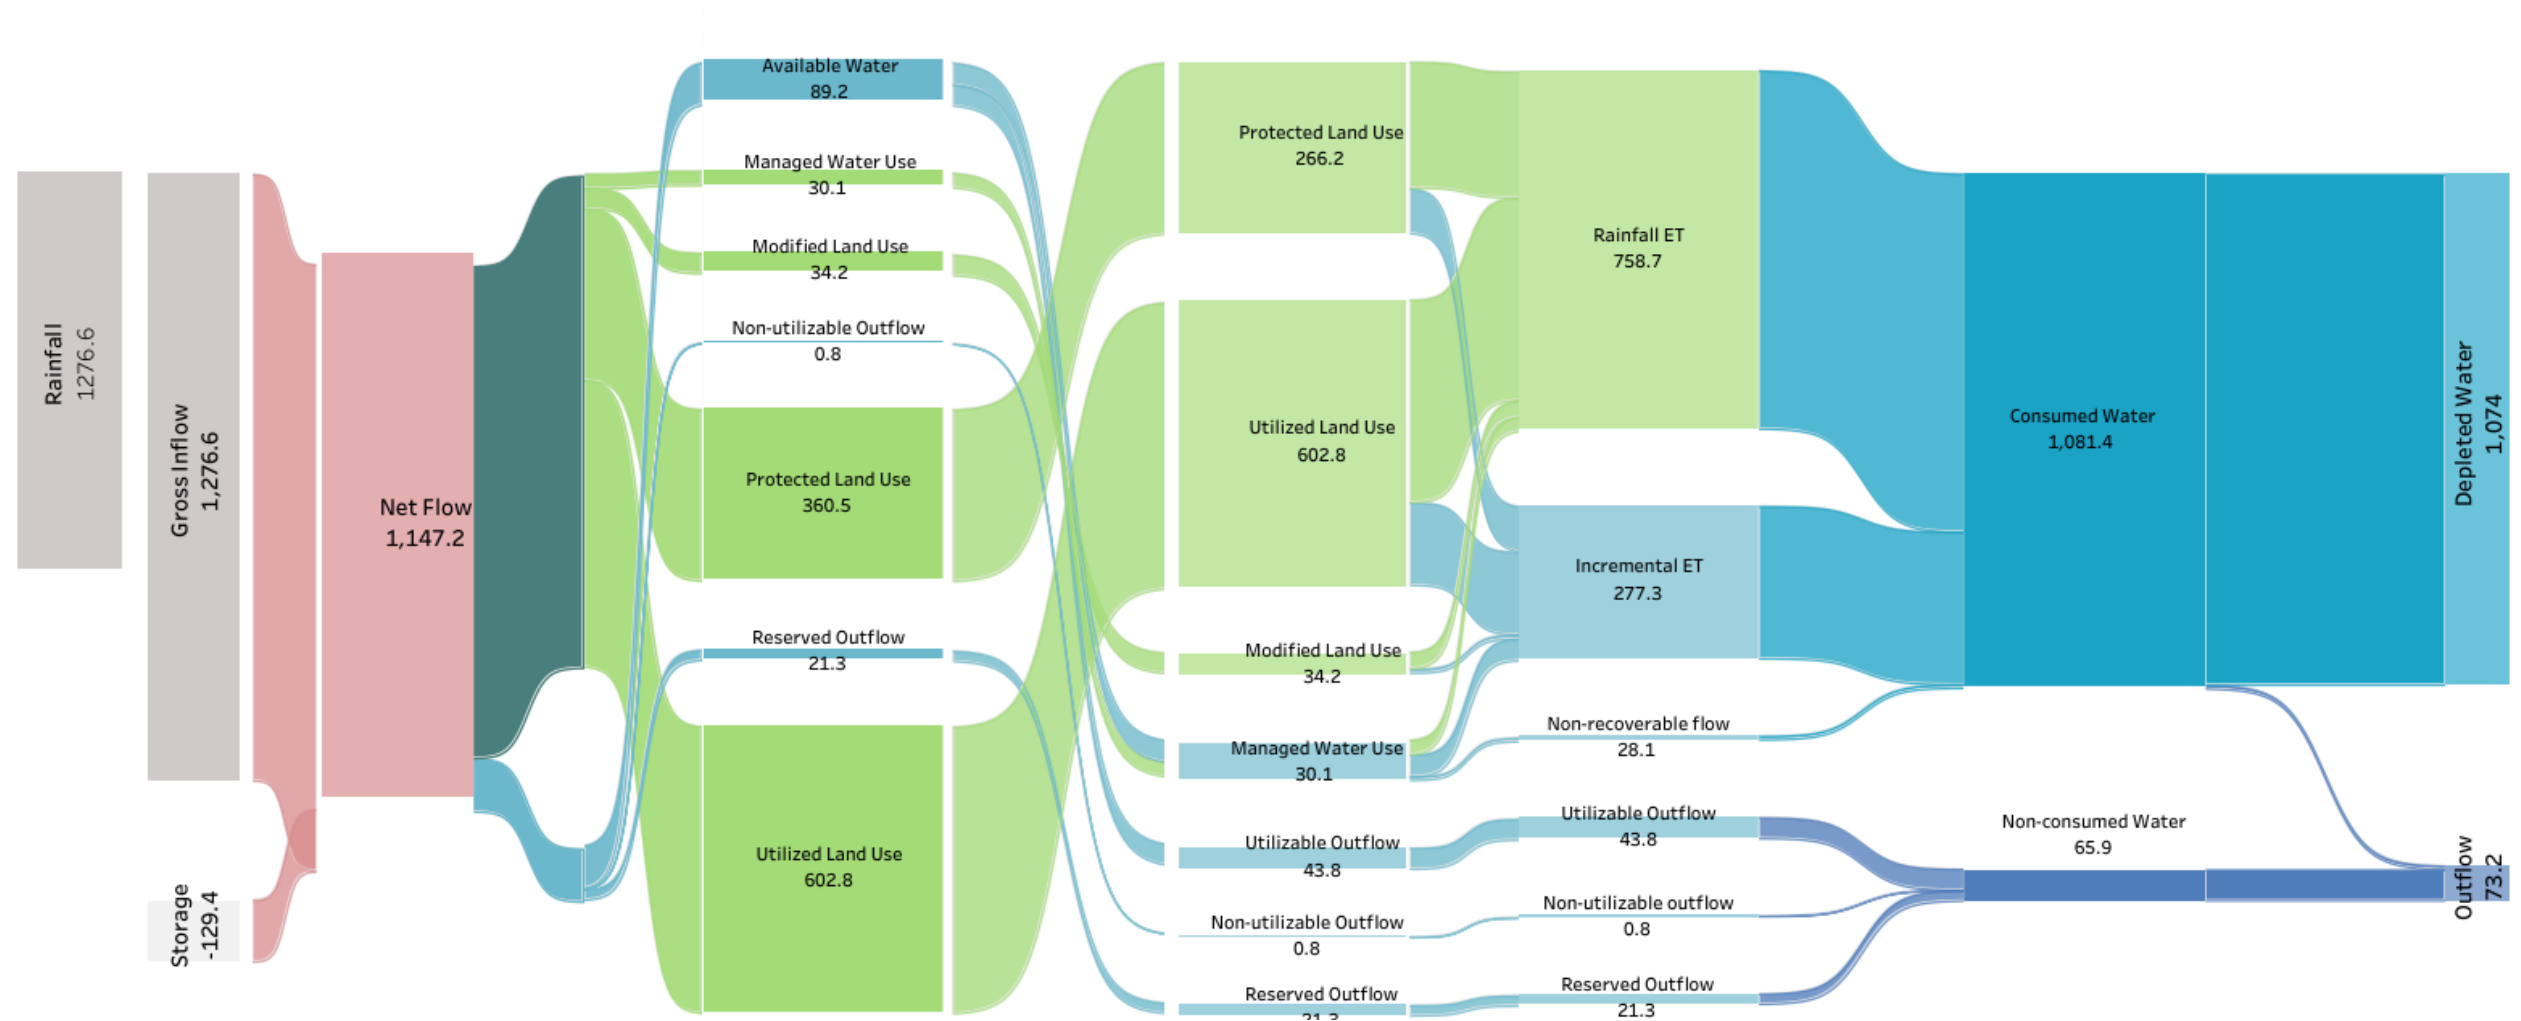 Rainfall
1276.6
Gross Inflow
1,276.6
Storage
-129.4
Net Flow
1,147.2
Available Water
89.2
Managed Water Use
30.1
Modified Land Use
34.2
Non-utilizable Outflow
0.8
Protected Land Use
360.5
Reserved Outflow
21.3
Utilized Land Use
602.8
Protected Land Use
266.2
Utilized Land Use
602.8
Modified Land Use
34.2
Managed Water Use
30.1
Utilizable Outflow
43.8
Non-utilizable Outflow
0.8
Reserved Outflow
21.3
Rainfall ET
758.7
Incremental ET
277.3
Non-recoverable flow
28.1
Utilizable Outflow
43.8
Non-utilizable outflow
0.8
Reserved Outflow
21.3
Consumed Water
1,081.4
Non-consumed Water
65.9
Depleted Water
1,074
Outflow
73.2